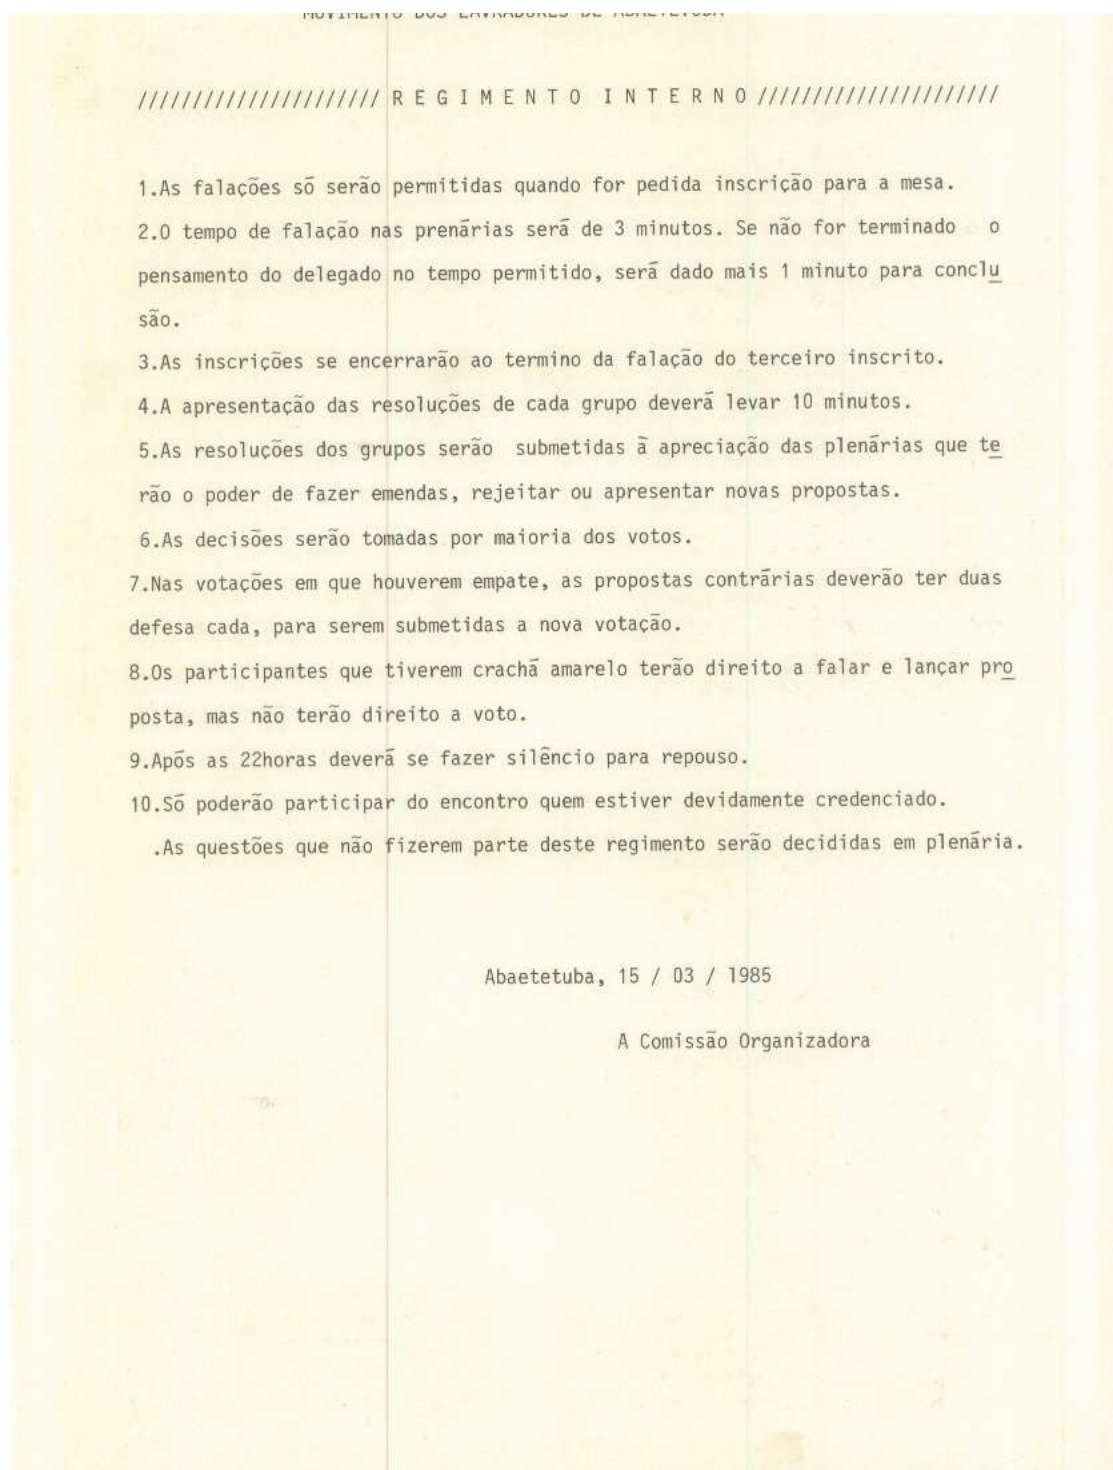 MOVIMENTO DOS LAVRADORES DE ABAETETUBA
///////////////////// R E G I M E N T O  I N T E R N O /////////////////////
1.As falações só serão permitidas quando for pedida inscrição para a mesa.
2.O tempo de falação nas prenárias será de 3 minutos. Se não for terminado o
pensamento do delegado no tempo permitido, será dado mais 1 minuto para conclu
são.
3.As inscrições se encerrarão ao termino da falação do terceiro inscrito.
4.A apresentação das resoluções de cada grupo deverá levar 10 minutos.
5.As resoluções dos grupos serão submetidas à apreciação das plenárias que te
rão o poder de fazer emendas, rejeitar ou apresentar novas propostas.
6.As decisões serão tomadas por maioria dos votos.
7.Nas votações em que houverem empate, as propostas contrárias deverão ter duas
defesa cada, para serem submetidas a nova votação.
8.Os participantes que tiverem crachá amarelo terão direito a falar e lançar pro
posta, mas não terão direito a voto.
9.Após as 22horas deverá se fazer silêncio para repouso.
10.Só poderão participar do encontro quem estiver devidamente credenciado.
.As questões que não fizerem parte deste regimento serão decididas em plenária.
Abaetetuba, 15 / 03 / 1985
A Comissão Organizadora